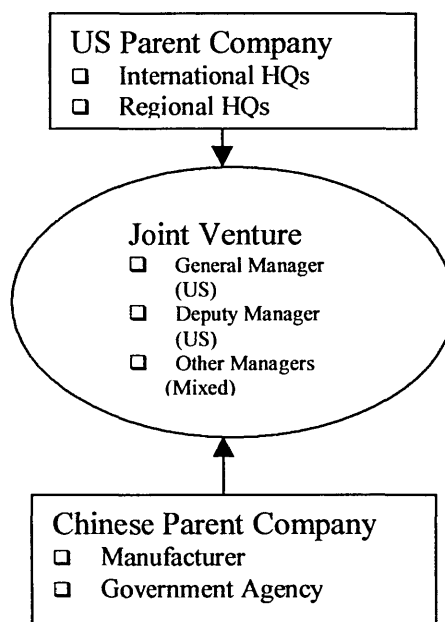 US Parent Company
❑ International HQs
❑ Regional HQs
Joint Venture
❑ General Manager
(US)
❑ Deputy Manager
(US)
❑ Other Managers
(Mixed)
Chinese Parent Company
❑ Manufacturer
❑ Government Agency